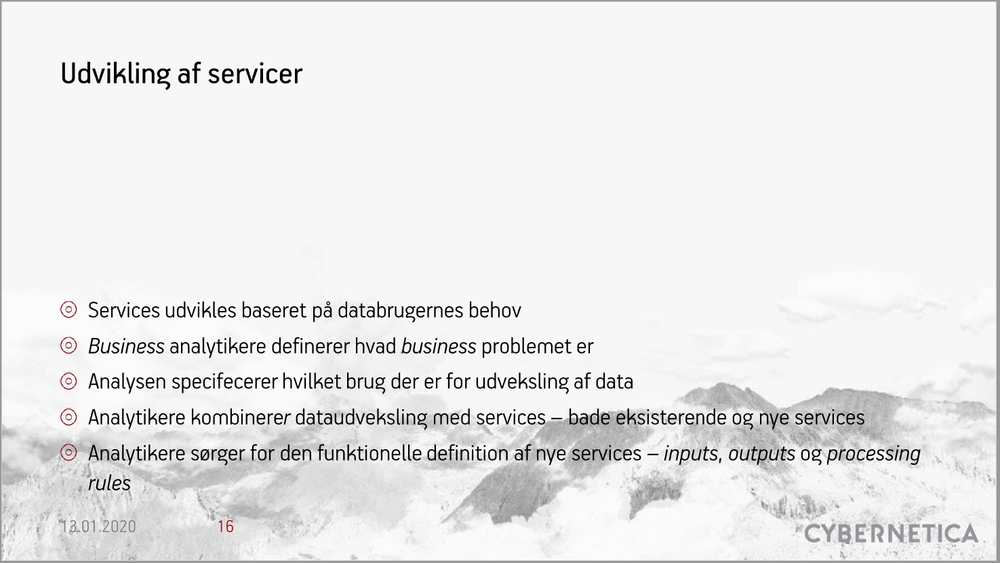 Udvikling af servicer
Services udvikles baseret på databrugernes behov
Business analytikere definerer hvad business problemet er
Analysen specifecerer hvilket brug der er for udveksling af data
Analytikere kombinerer dataudveksling med services – bade eksisterende og nye services
Analytikere sørger for den funktionelle definition af nye services – inputs, outputs og processing
rules
13.01.2020
16
CYBERNETICA